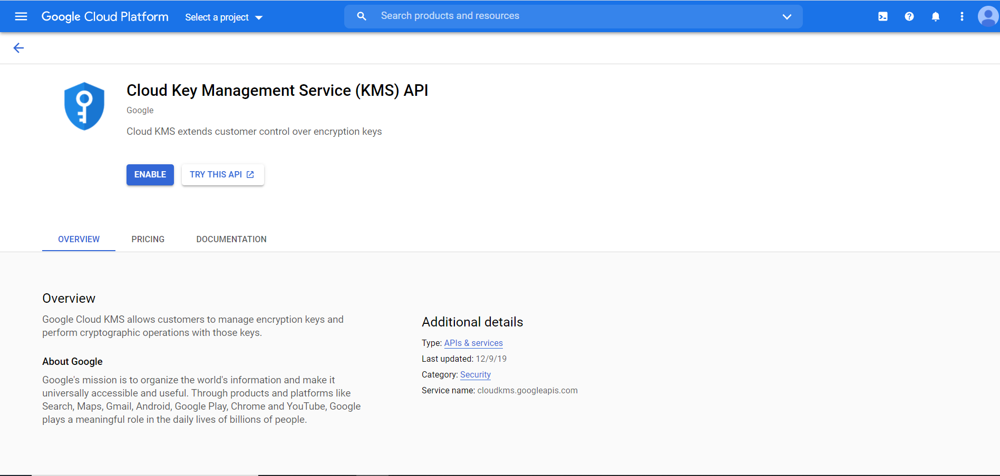 Google Cloud Platform
Select a project
Search products and resources
Cloud Key Management Service (KMS) API
Google
Cloud KMS extends customer control over encryption keys
ENABLE
TRY THIS API
OVERVIEW
PRICING
DOCUMENTATION
Overview
Google Cloud KMS allows customers to manage encryption keys and
perform cryptographic operations with those keys.
About Google
Google's mission is to organize the world's information and make it
universally accessible and useful. Through products and platforms like
Search, Maps, Gmail, Android, Google Play, Chrome and YouTube, Google
plays a meaningful role in the daily lives of billions of people.
Additional details
Type: APIs & services
Last updated: 12/9/19
Category: Security
Service name: cloudkms.googleapis.com